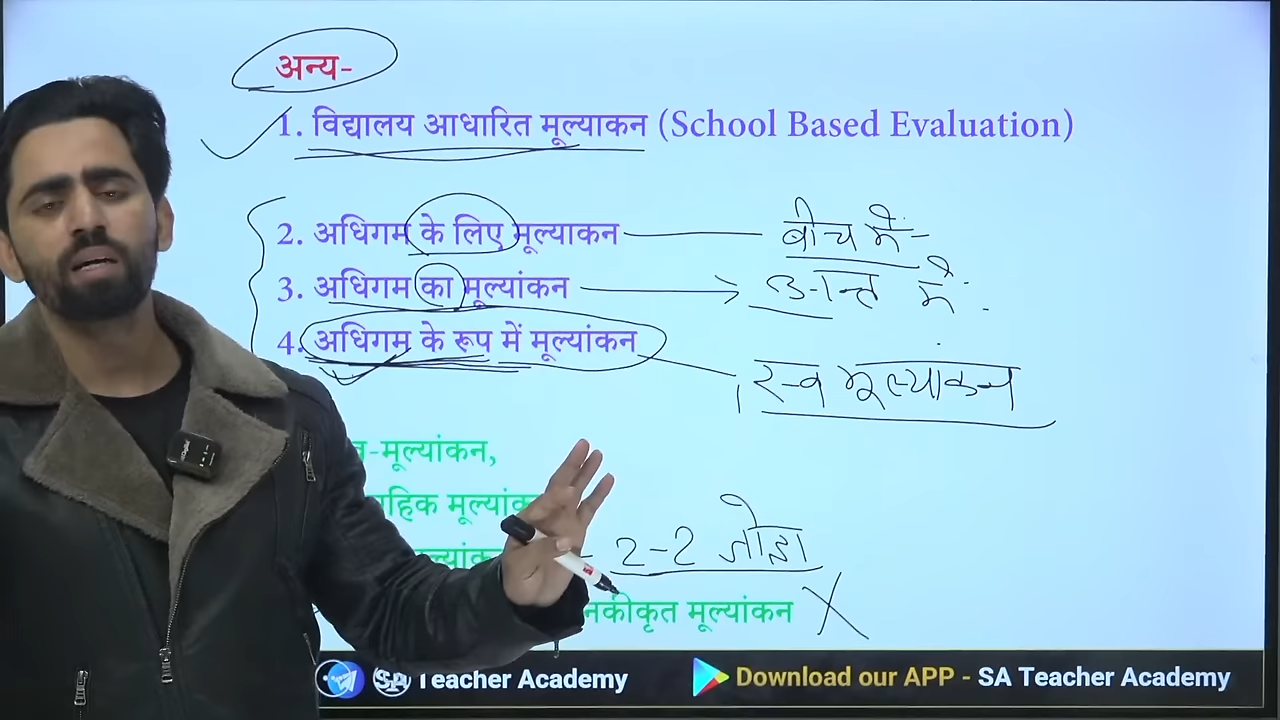 अन्य-
1. विद्यालय आधारित मूल्याकन (School Based Evaluation)
2. अधिगम के लिए मूल्याकन बीच में-
3. अधिगम का मूल्यांकन अन्त में
4. अधिगम के रूप में मूल्यांकन स्व मूल्यांकन
-मूल्यांकन,
मूल्यांक
2-2 जोड़ा
मूल्यांकन
SA Teacher Academy
Download our APP - SA Teacher Academy